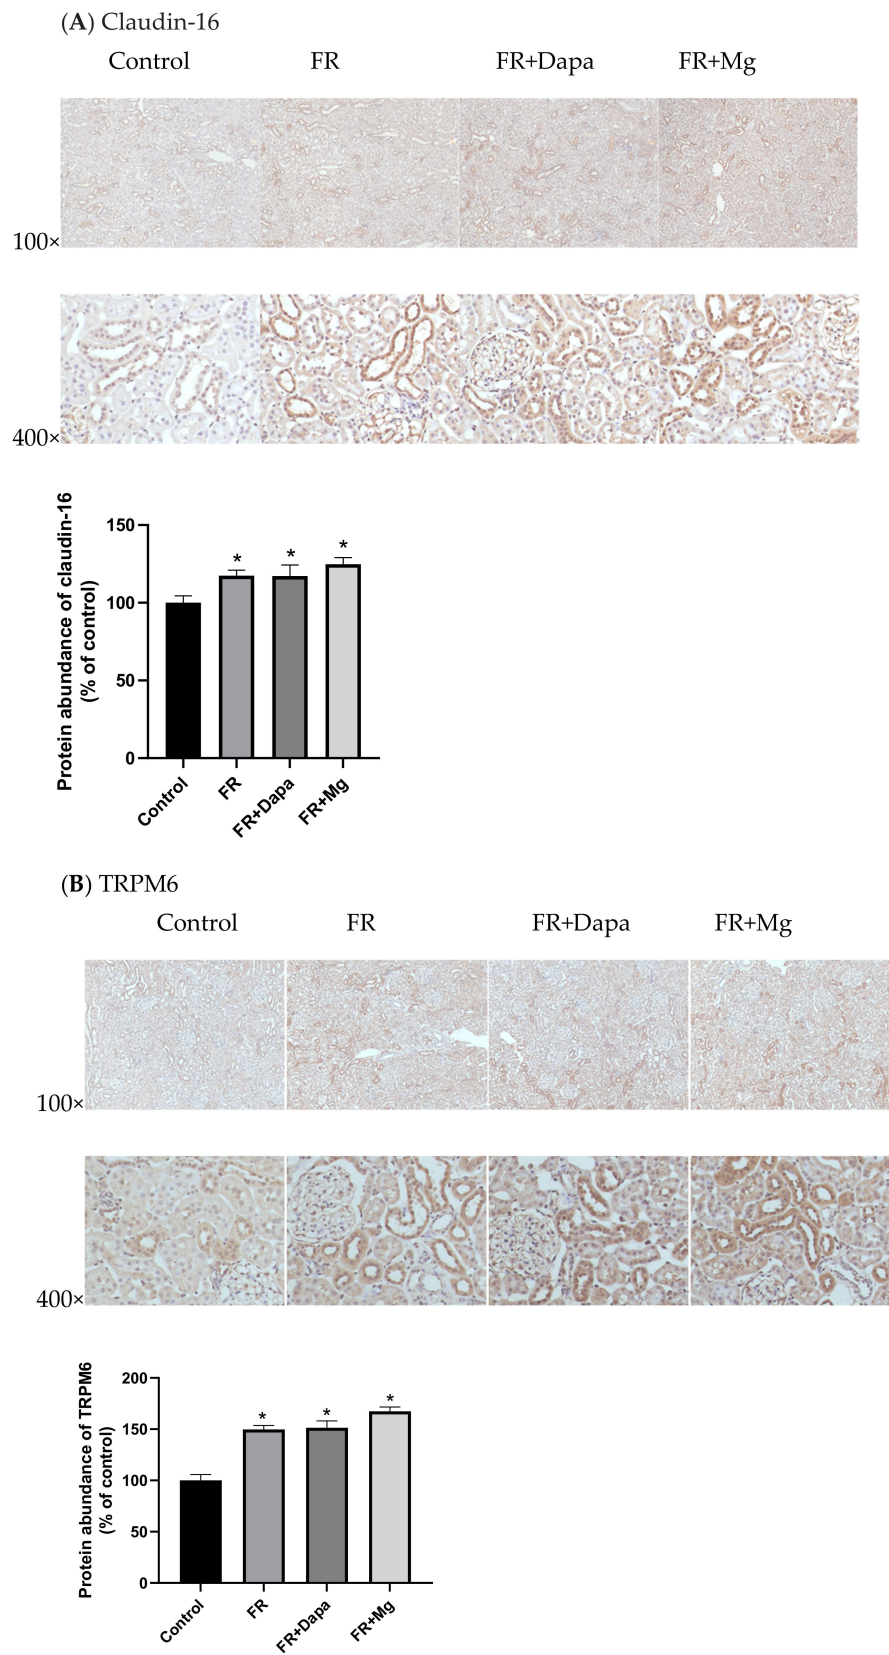 (A) Claudin-16
Control FR FR+Dapa FR+Mg
100×
400×
Protein abundance of claudin-16
(% of control)
150
100
50
0
* * *
Control FR FR+Dapa FR+Mg
(B) TRPM6
Control FR FR+Dapa FR+Mg
100×
400×
Protein abundance of TRPM6
(% of control)
200
150
100
50
0
* * *
Control FR FR+Dapa FR+Mg